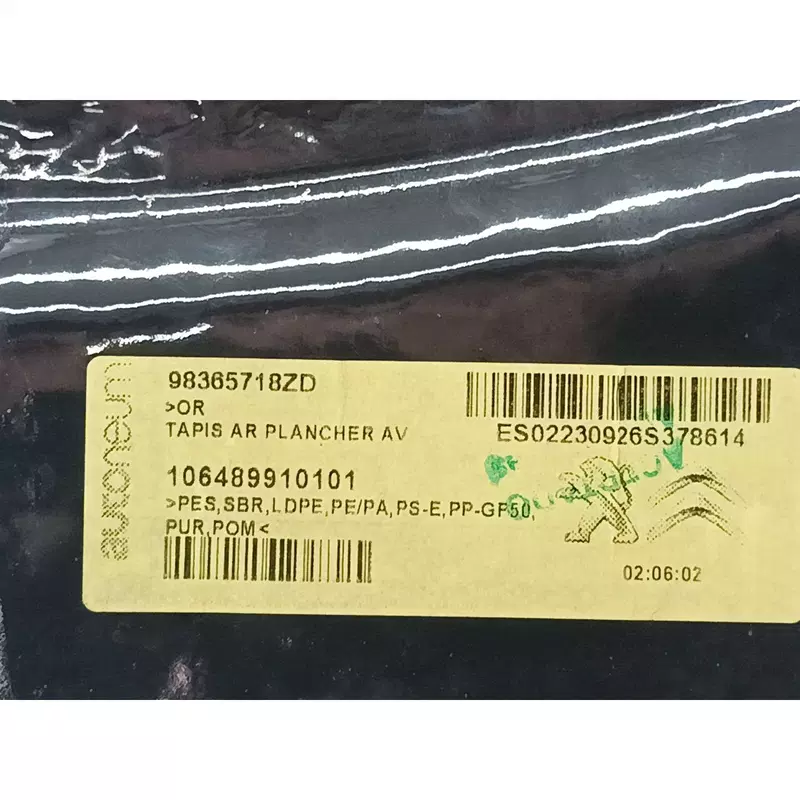 autoneum
98365718ZD
>OR
TAPIS AR PLANCHER AV
ES02230926S378614
106489910101
>PES,SBR,LDPE,PE/PA,PS-E,PP-GF50,
PUR,POM<
02:06:02